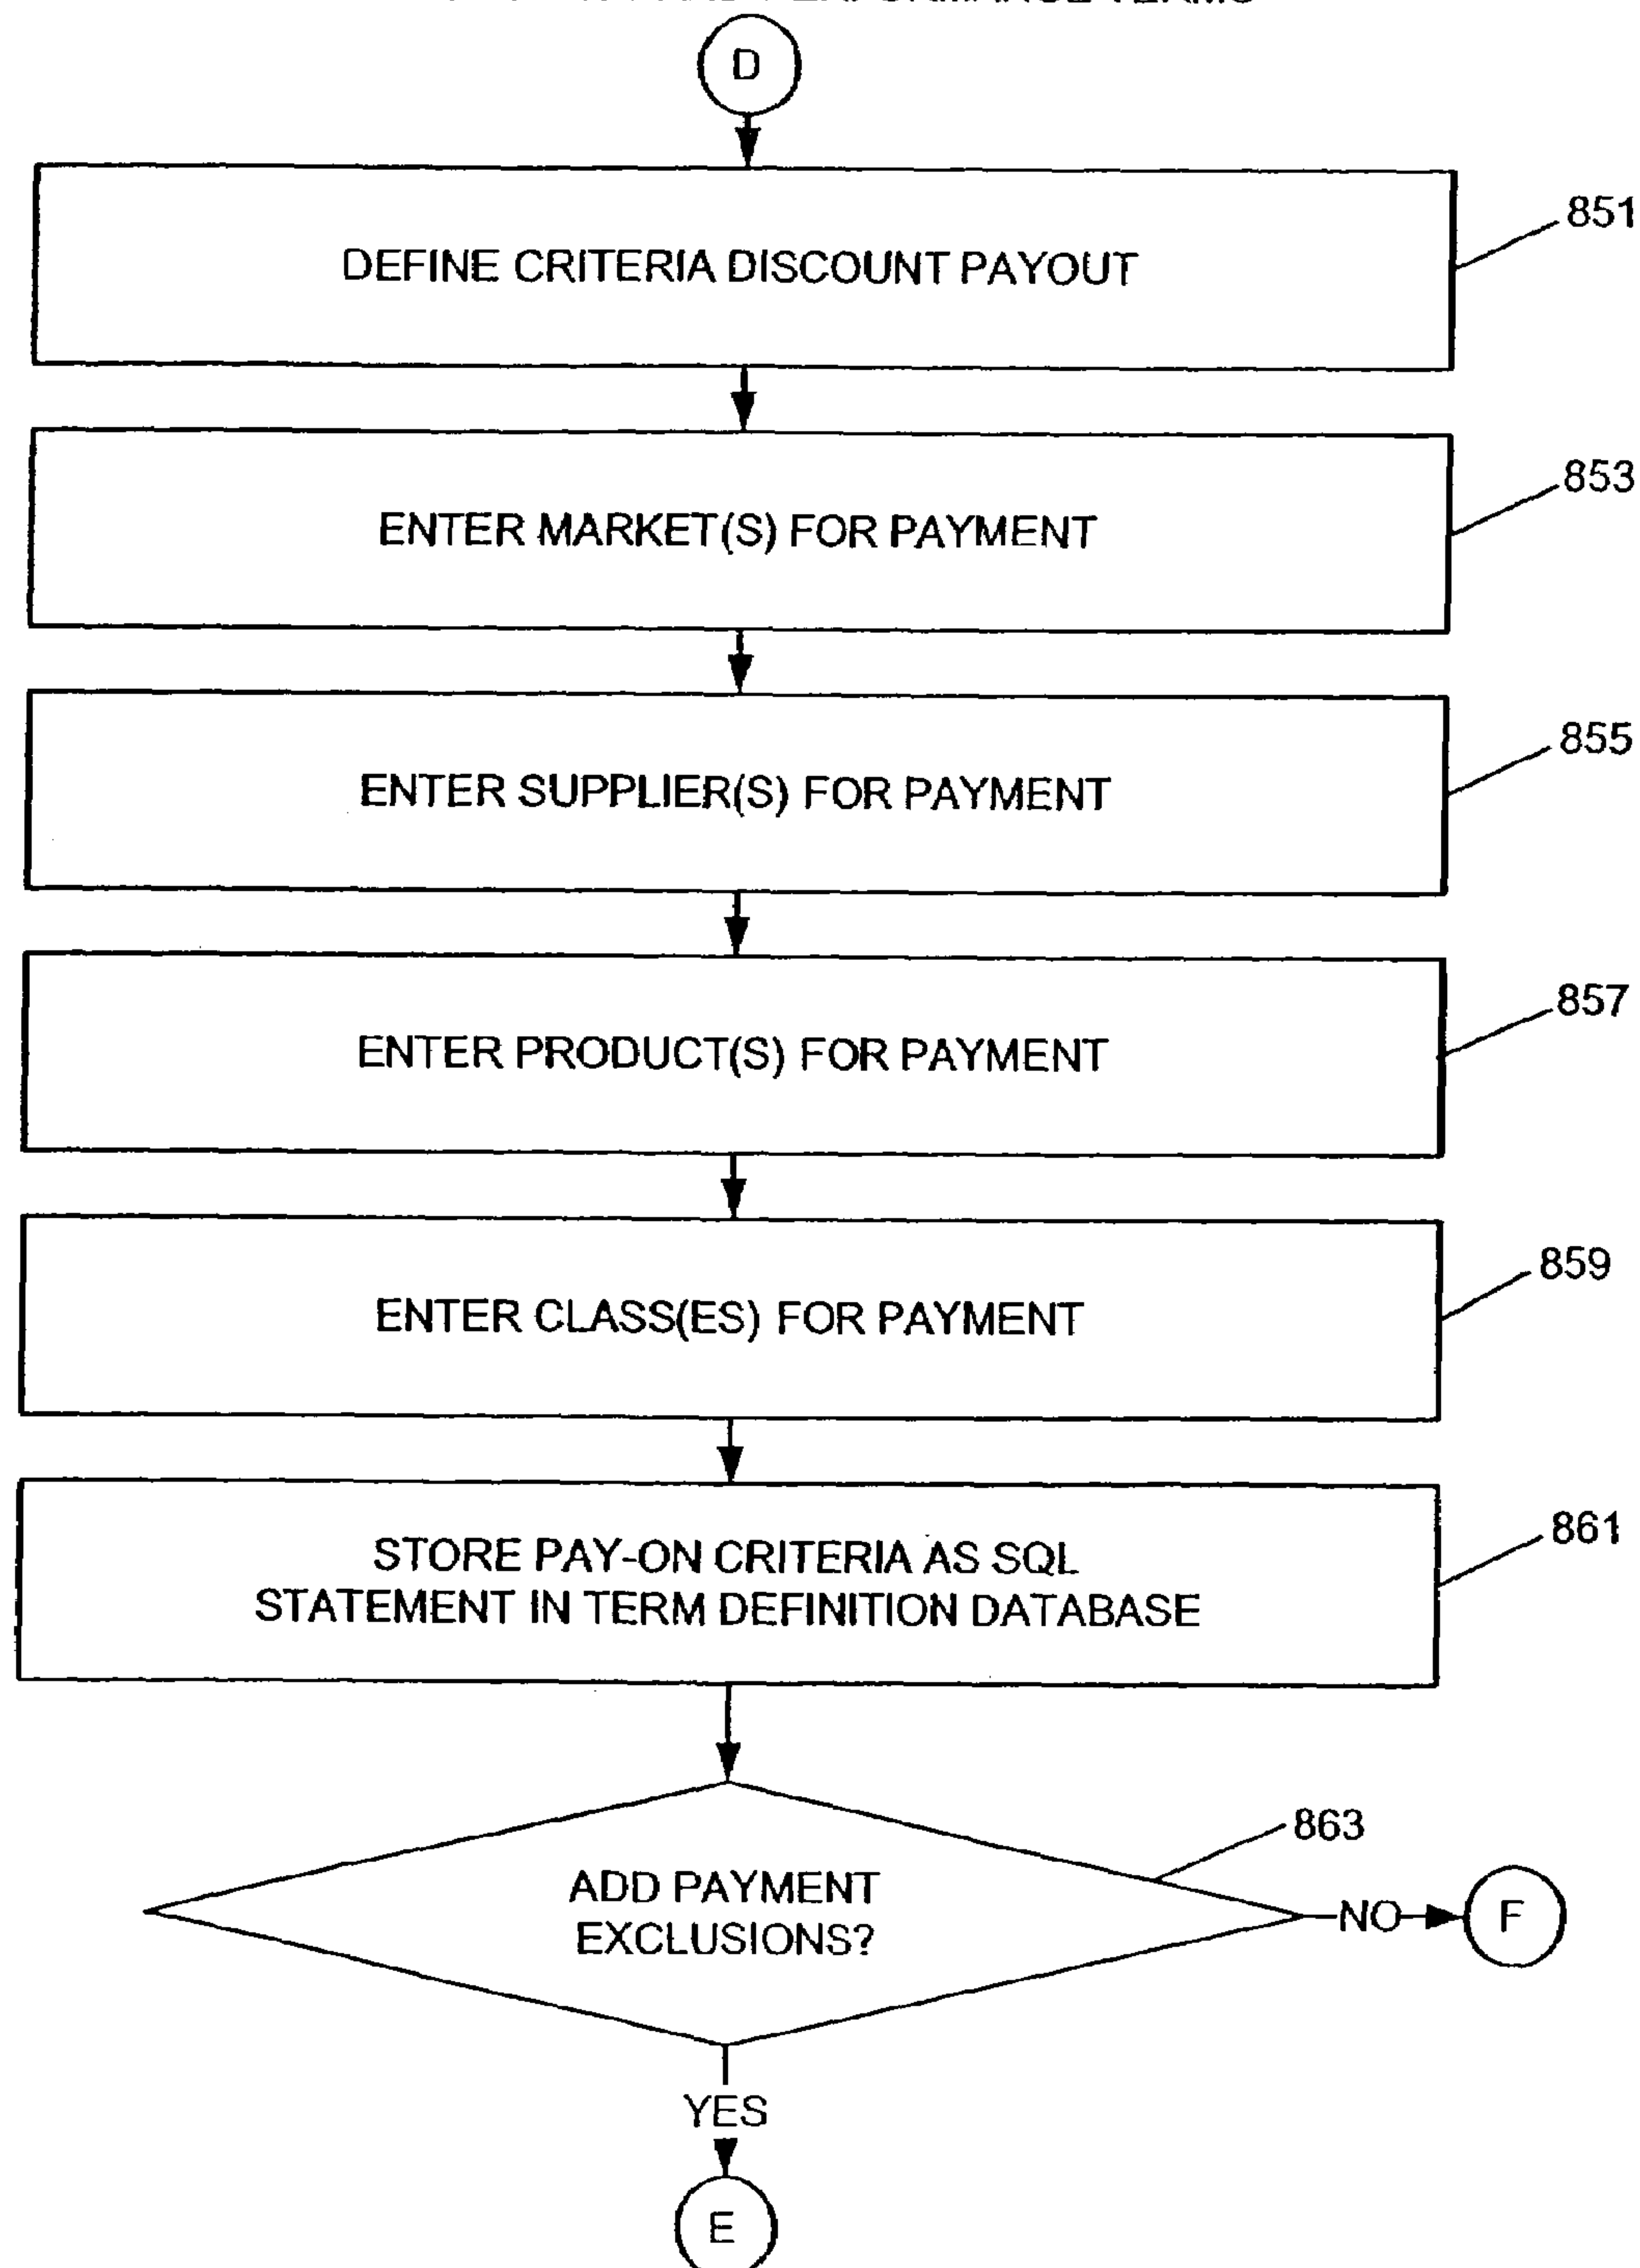 PERFORMANCE TERMS
D
DEFINE CRITERIA DISCOUNT PAYOUT
851
ENTER MARKET(S) FOR PAYMENT
853
ENTER SUPPLIER(S) FOR PAYMENT
855
ENTER PRODUCT(S) FOR PAYMENT
857
ENTER CLASS(ES) FOR PAYMENT
859
STORE PAY-ON CRITERIA AS SQL
STATEMENT IN TERM DEFINITION DATABASE
861
863
ADD PAYMENT
EXCLUSIONS?
NO
F
YES
E